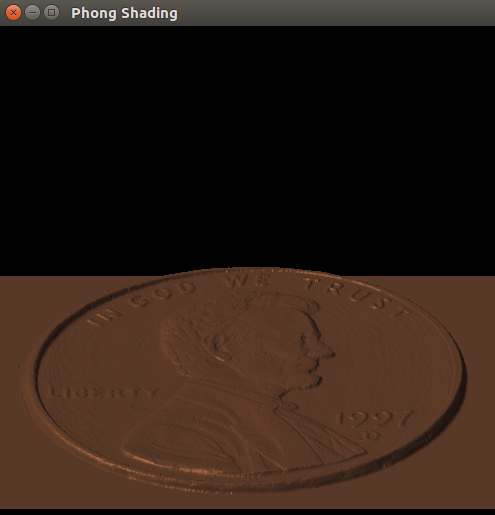 Phong Shading
IN GOD WE TRUST
LIBERTY
1997
D